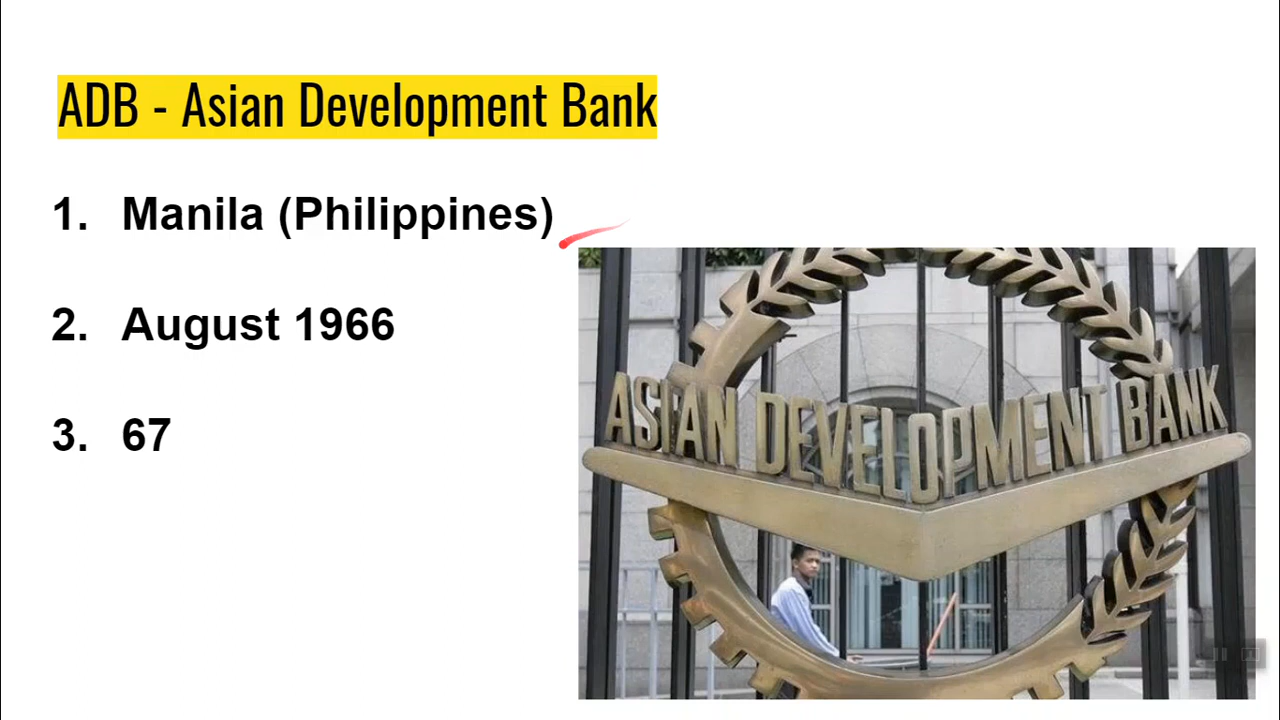 ADB - Asian Development Bank
1. Manila (Philippines)
2. August 1966
3. 67
ASIAN DEVELOPMENT BANK